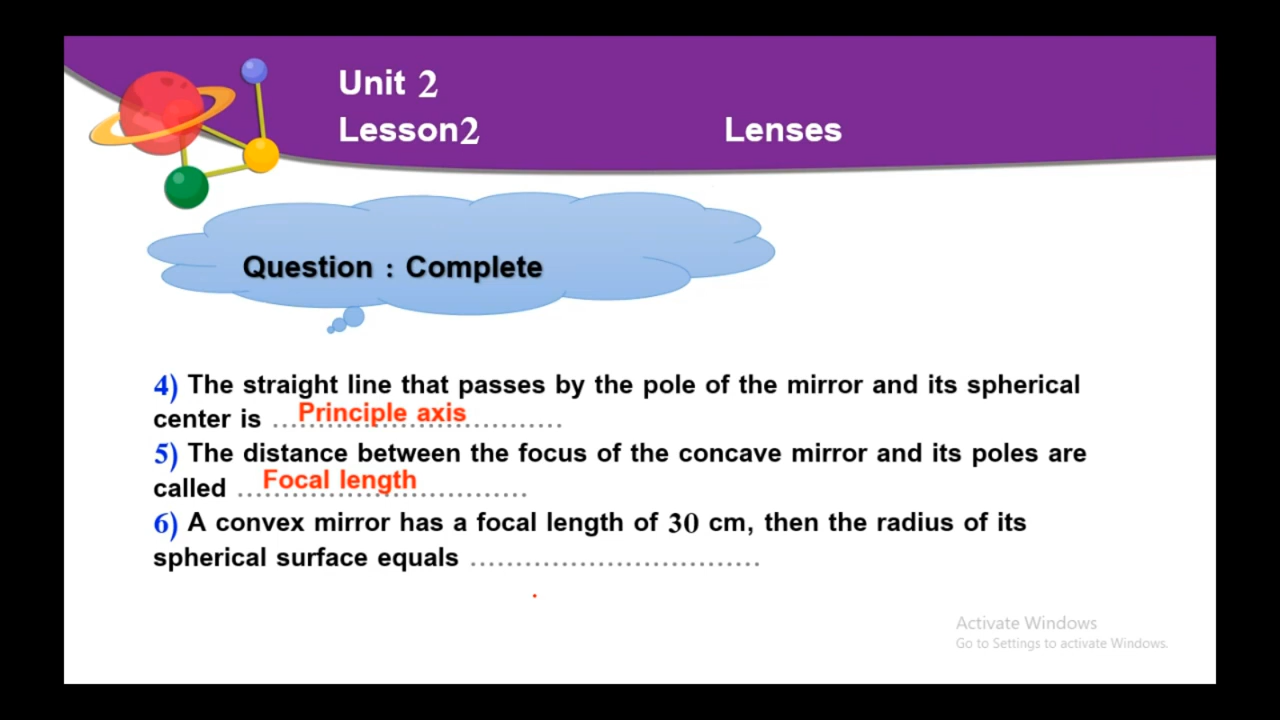 Unit 2
Lesson2 Lenses
Question : Complete
4) The straight line that passes by the pole of the mirror and its spherical
center is ................................ Principle axis
5) The distance between the focus of the concave mirror and its poles are
called ................................ Focal length
6) A convex mirror has a focal length of 30 cm, then the radius of its
spherical surface equals ................................
Activate Windows
Go to Settings to activate Windows.